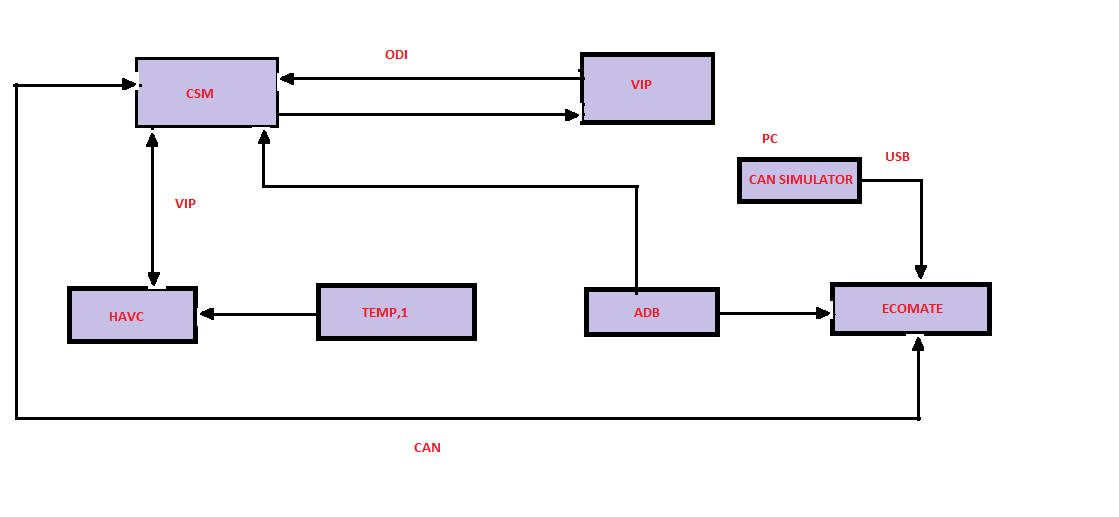 ODI
CSM
VIP
PC
USB
CAN SIMULATOR
VIP
HAVC
TEMP,1
ADB
ECOMATE
CAN